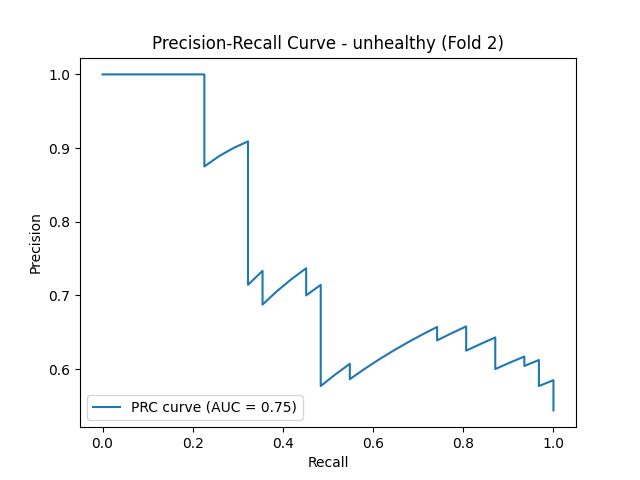 Precision-Recall Curve - unhealthy (Fold 2)
1.0
0.9
0.8
0.7
0.6
Precision
PRC curve (AUC = 0.75)
0.0
0.2
0.4
0.6
0.8
1.0
Recall